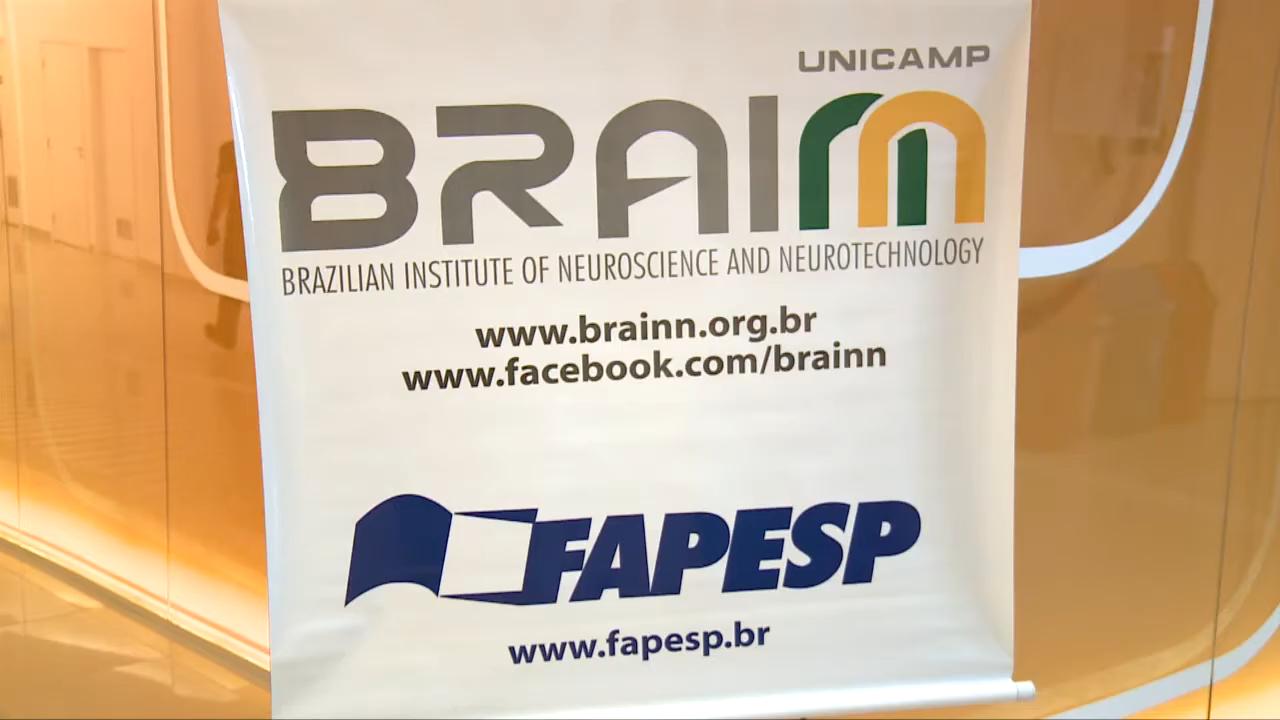 UNICAMP
BRAINN
BRAZILIAN INSTITUTE OF NEUROSCIENCE AND NEUROTECHNOLOGY
www.brainn.org.br
www.facebook.com/brainn
FAPESP
www.fapesp.br